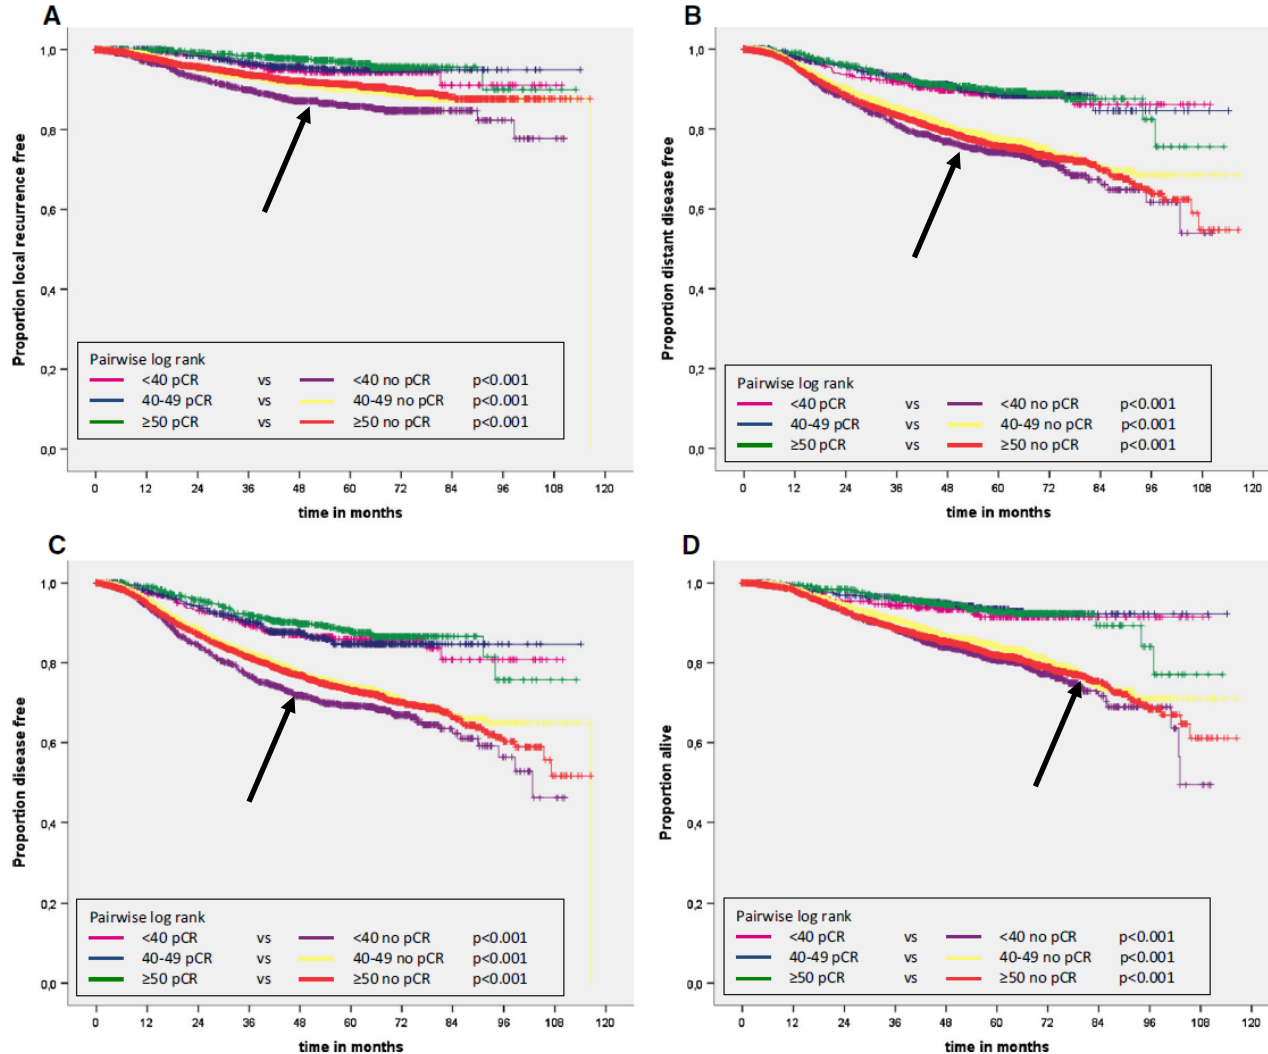 A
Proportion local recurrence free
1,0
0,8
0,6
0,4
0,2
0,0
Pairwise log rank
<40 pCR vs <40 no pCR p<0.001
40-49 pCR vs 40-49 no pCR p<0.001
≥50 pCR vs ≥50 no pCR p<0.001
0 12 24 36 48 60 72 84 96 108 120
time in months
B
Proportion distant disease free
1,0
0,8
0,6
0,4
0,2
0,0
Pairwise log rank
<40 pCR vs <40 no pCR p<0.001
40-49 pCR vs 40-49 no pCR p<0.001
≥50 pCR vs ≥50 no pCR p<0.001
0 12 24 36 48 60 72 84 96 108 120
time in months
C
Proportion disease free
1,0
0,8
0,6
0,4
0,2
0,0
Pairwise log rank
<40 pCR vs <40 no pCR p<0.001
40-49 pCR vs 40-49 no pCR p<0.001
≥50 pCR vs ≥50 no pCR p<0.001
0 12 24 36 48 60 72 84 96 108 120
time in months
D
Proportion alive
1,0
0,8
0,6
0,4
0,2
0,0
Pairwise log rank
<40 pCR vs <40 no pCR p<0.001
40-49 pCR vs 40-49 no pCR p<0.001
≥50 pCR vs ≥50 no pCR p<0.001
0 12 24 36 48 60 72 84 96 108 120
time in months